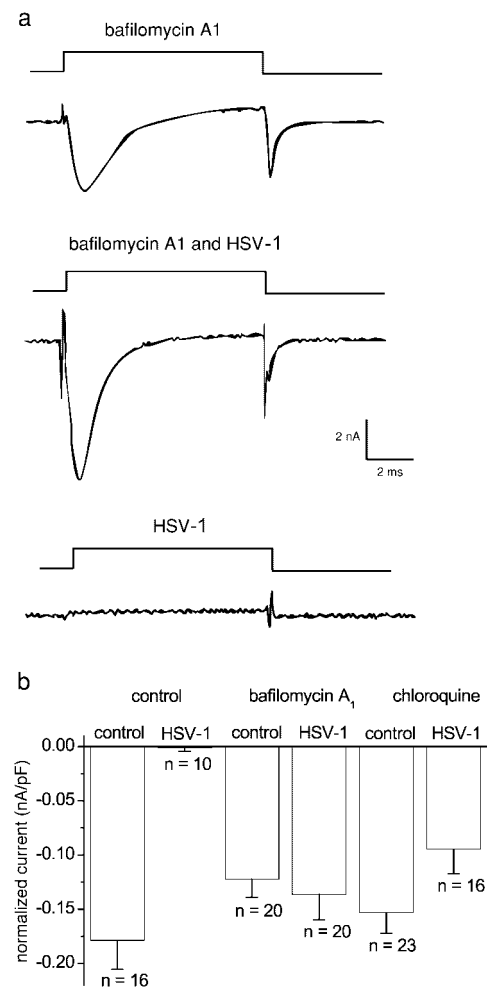 a
bafilomycin A1
bafilomycin A1 and HSV-1
2 nA
2 ms
HSV-1
b
control bafilomycin A1 chloroquine
control HSV-1 control HSV-1 control HSV-1
normalized current (nA/pF)
0.00
-0.05
-0.10
-0.15
-0.20
n = 16
n = 10
n = 20
n = 20
n = 23
n = 16